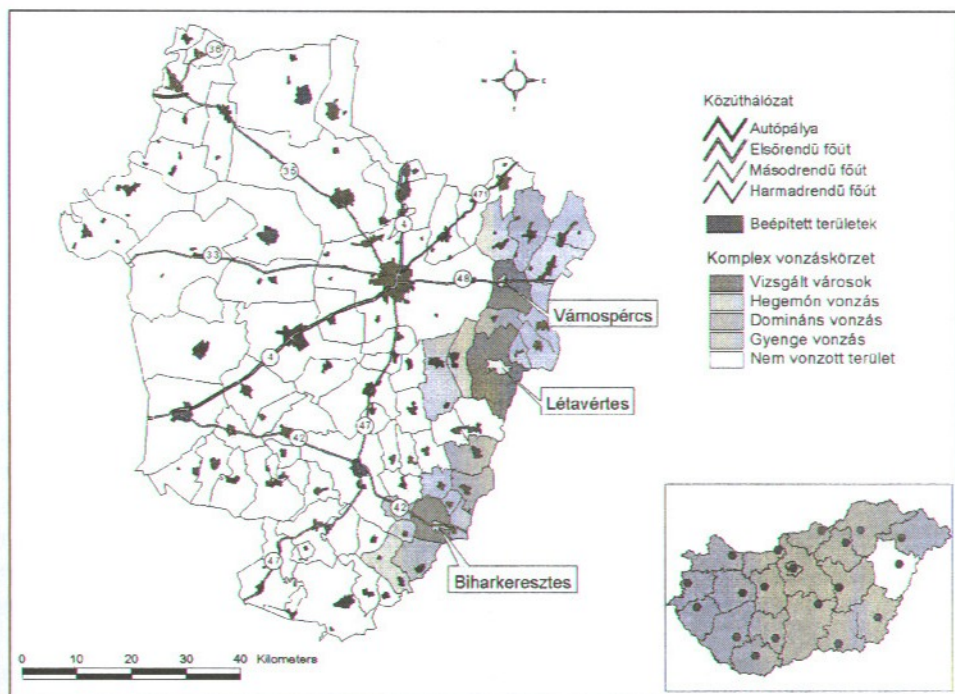 36
35
471
4
33
48
4
47
42
42
47
Vámospércs
Létavértes
Biharkeresztes
Közúthálózat
Autópálya
Elsőrendű főút
Másodrendű főút
Harmadrendű főút
Beépített területek
Komplex vonzáskörzet
Vizsgált városok
Hegemón vonzás
Domináns vonzás
Gyenge vonzás
Nem vonzott terület
0 10 20 30 40 Kilometers